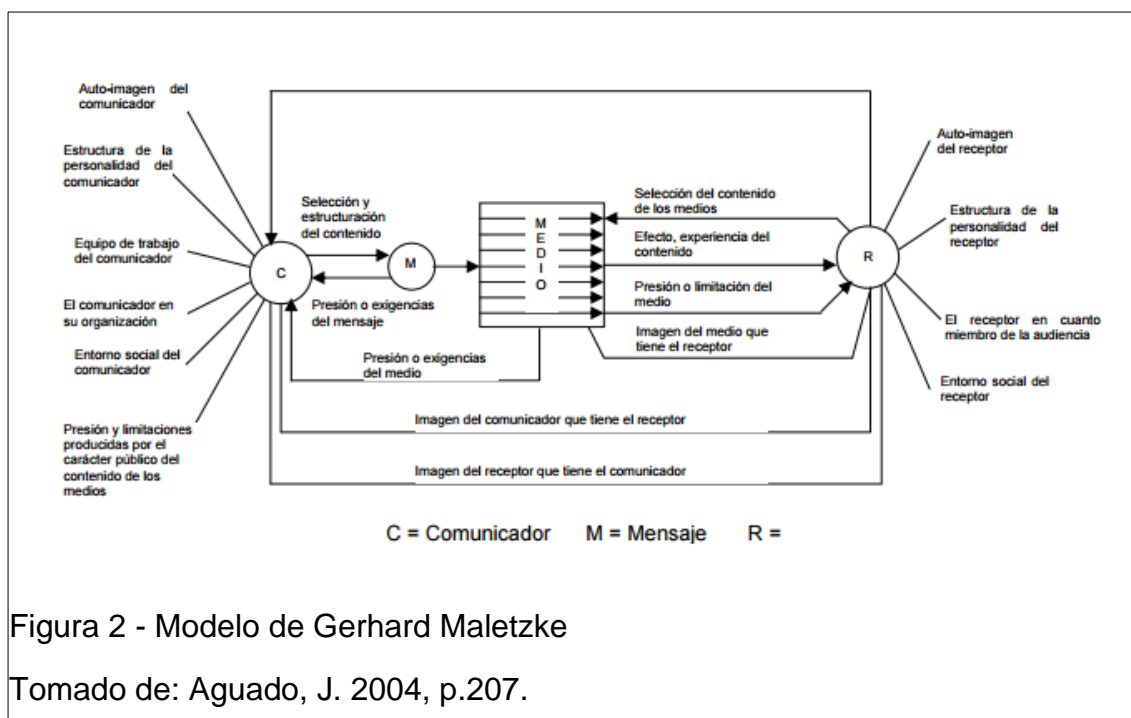 Auto-imagen del
comunicador
Estructura de la
personalidad del
comunicador
Equipo de trabajo
del comunicador
El comunicador en
su organización
Entorno social del
comunicador
Presión y limitaciones
producidas por el
carácter público del
contenido de los
medios
C
Selección y
estructuración
del contenido
M
Presión o exigencias
del mensaje
Presión o exigencias
del medio
M
E
D
I
O
Selección del contenido
de los medios
Efecto, experiencia del
contenido
Presión o limitación del
medio
Imagen del medio que
tiene el receptor
R
Auto-imagen
del receptor
Estructura de la
personalidad del
receptor
El receptor en cuanto
miembro de la audiencia
Entorno social del
receptor
Imagen del comunicador que tiene el receptor
Imagen del receptor que tiene el comunicador
C = Comunicador M = Mensaje R =
Figura 2 - Modelo de Gerhard Maletzke
Tomado de: Aguado, J. 2004, p.207.